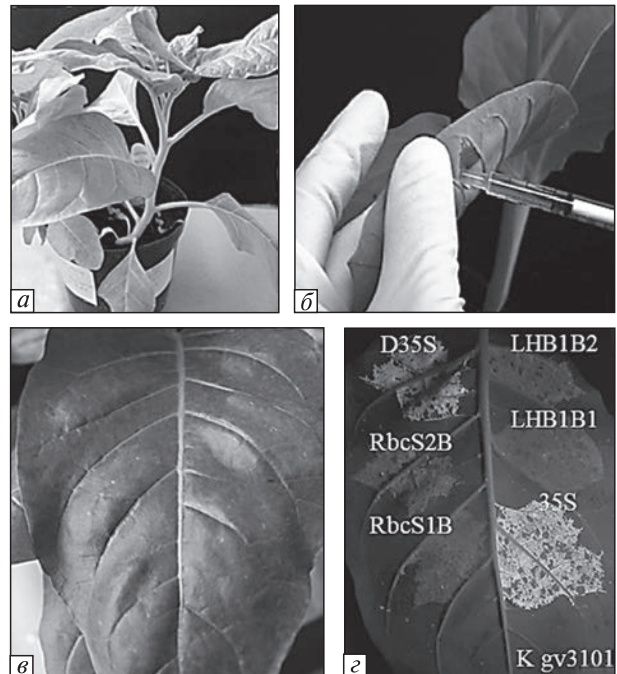 а
б
D35S
LHB1B2
RbcS2B
LHB1B1
RbcS1B
35S
K gv3101
в
г